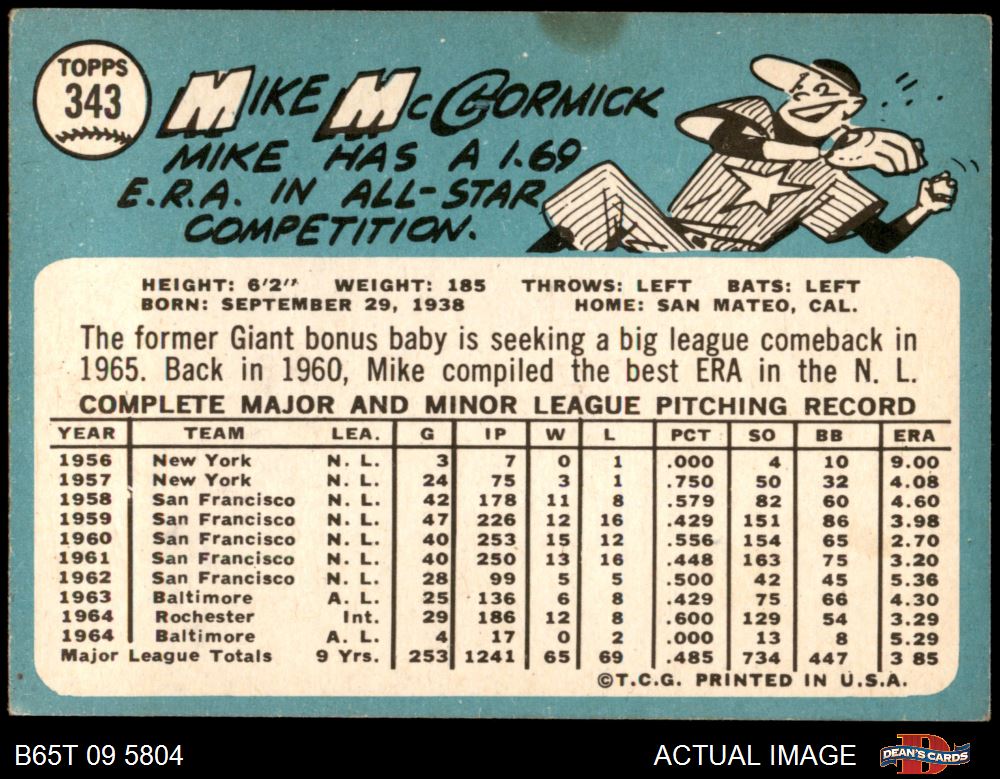 TOPPS
343
MIKE McCORMICK
MIKE HAS A 1.69
E.R.A. IN ALL-STAR
COMPETITION.
HEIGHT: 6'2" WEIGHT: 185 THROWS: LEFT BATS: LEFT
BORN: SEPTEMBER 29, 1938 HOME: SAN MATEO, CAL.
The former Giant bonus baby is seeking a big league comeback in
1965. Back in 1960, Mike compiled the best ERA in the N. L.
COMPLETE MAJOR AND MINOR LEAGUE PITCHING RECORD
YEAR TEAM LEA. G IP W L PCT SO BB ERA
1956 New York N. L. 3 7 0 1 .000 4 10 9.00
1957 New York N. L. 24 75 3 1 .750 50 32 4.08
1958 San Francisco N. L. 42 178 11 8 .579 82 60 4.60
1959 San Francisco N. L. 47 226 12 16 .429 151 86 3.98
1960 San Francisco N. L. 40 253 15 12 .556 154 65 2.70
1961 San Francisco N. L. 40 250 13 16 .448 163 75 3.20
1962 San Francisco N. L. 28 99 5 5 .500 42 45 5.36
1963 Baltimore A. L. 25 136 6 8 .429 75 66 4.30
1964 Rochester Int. 29 186 12 8 .600 129 54 3.29
1964 Baltimore A. L. 4 17 0 2 .000 13 8 5.29
Major League Totals 9 Yrs. 253 1241 65 69 .485 734 447 3 85
©T.C.G. PRINTED IN U.S.A.
B65T 09 5804 ACTUAL IMAGE DEAN'S CARDS